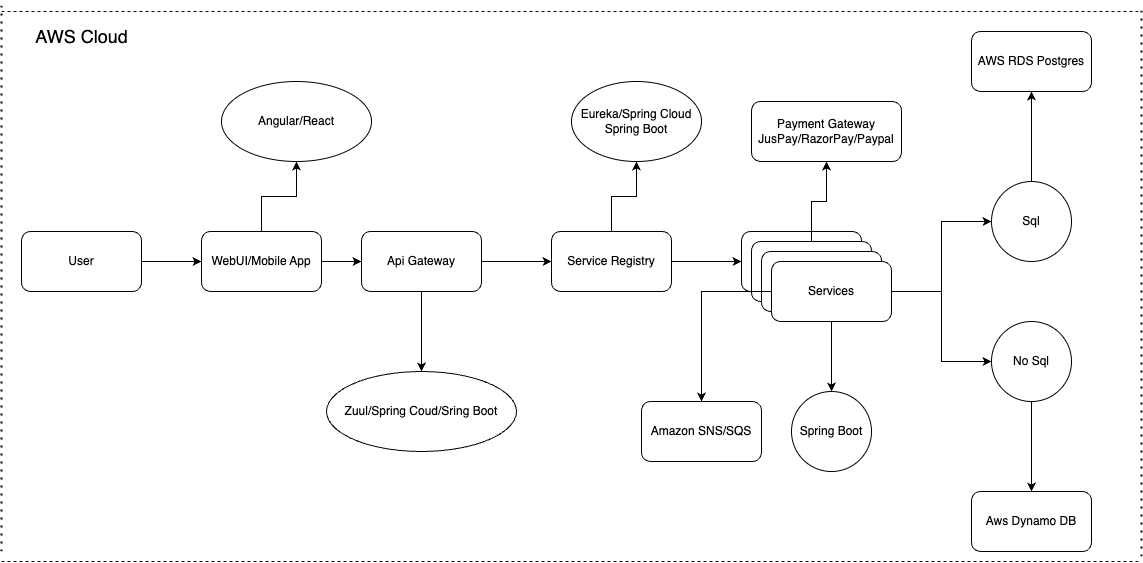 AWS Cloud
AWS RDS Postgres
Angular/React
Eureka/Spring Cloud
Spring Boot
Payment Gateway
JusPay/RazorPay/Paypal
Sql
User
WebUI/Mobile App
Api Gateway
Service Registry
Services
No Sql
Zuul/Spring Coud/Sring Boot
Amazon SNS/SQS
Spring Boot
Aws Dynamo DB